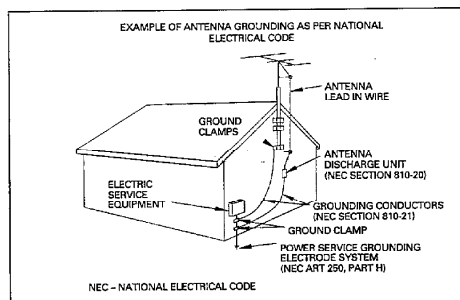 EXAMPLE OF ANTENNA GROUNDING AS PER NATIONAL
ELECTRICAL CODE
ANTENNA
LEAD IN WIRE
GROUND
CLAMPS
ANTENNA
DISCHARGE UNIT
(NEC SECTION 810-20)
ELECTRIC
SERVICE
EQUIPMENT
GROUNDING CONDUCTORS
(NEC SECTION 810-21)
GROUND CLAMP
POWER SERVICE GROUNDING
ELECTRODE SYSTEM
(NEC ART 250, PART H)
NEC – NATIONAL ELECTRICAL CODE